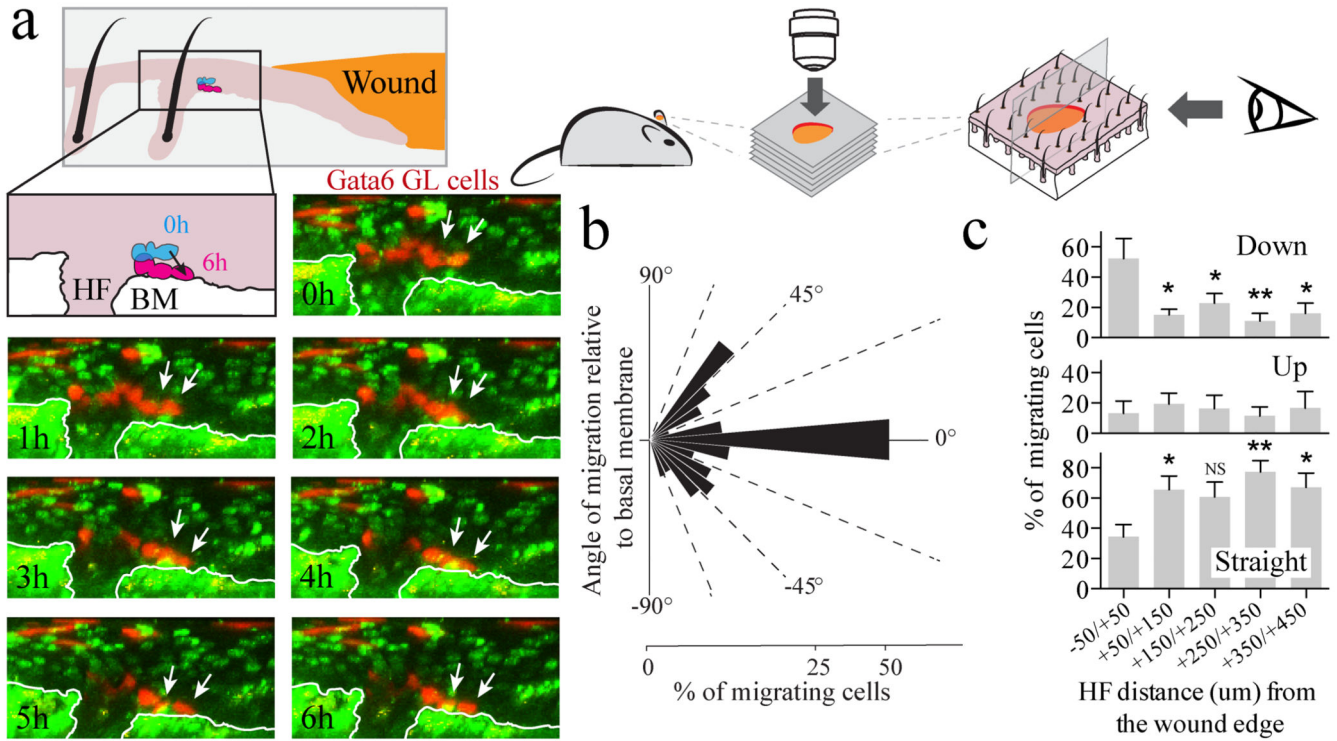 a
Wound
0h
6h
HF
BM
Gata6 GL cells
0h
1h
2h
3h
4h
5h
6h
b
Angle of migration relative
to basal membrane
90°
45°
0°
-45°
-90°
0
25
50
% of migrating cells
c
% of migrating cells
60
40
20
0
Down
*
*
**
*
40
20
0
Up
80
60
40
20
0
*
NS
**
*
Straight
-50/+50
+50/+150
+150/+250
+250/+350
+350/+450
HF distance (um) from
the wound edge